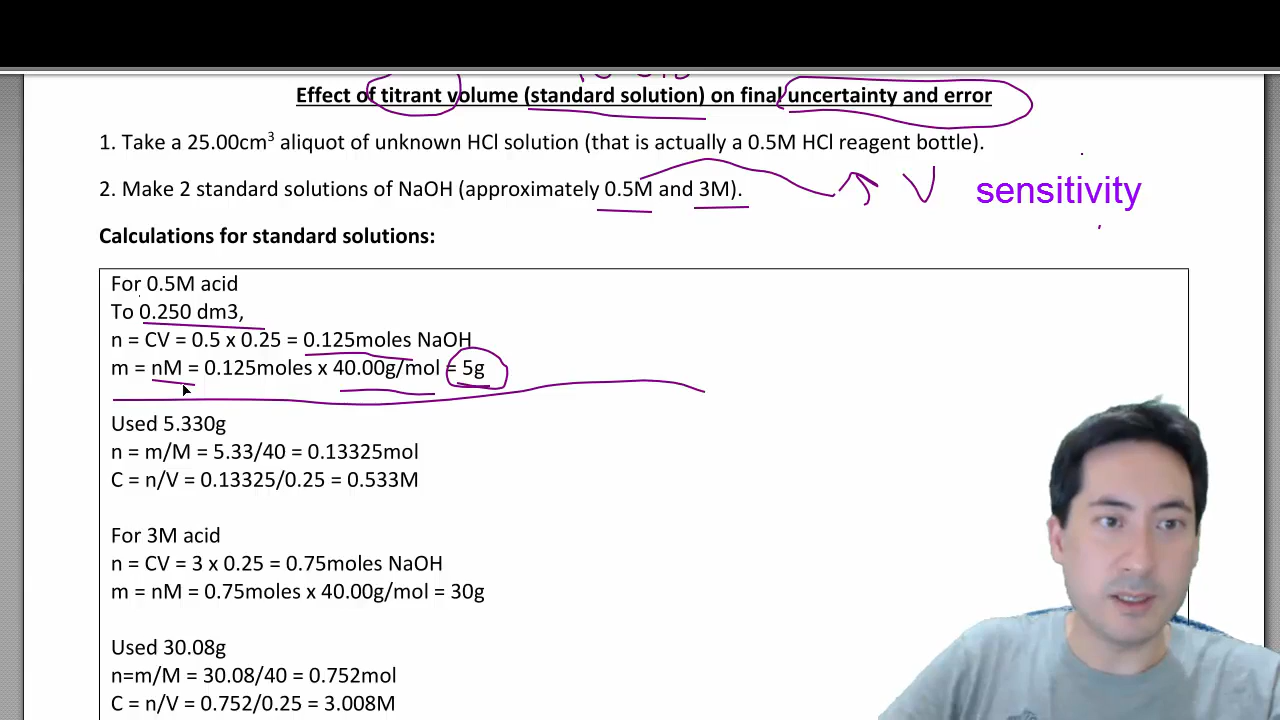 Effect of titrant volume (standard solution) on final uncertainty and error
1. Take a 25.00cm³ aliquot of unknown HCl solution (that is actually a 0.5M HCl reagent bottle).
2. Make 2 standard solutions of NaOH (approximately 0.5M and 3M).
V
sensitivity
Calculations for standard solutions:
For 0.5M acid
To 0.250 dm3,
n = CV = 0.5 x 0.25 = 0.125moles NaOH
m = nM = 0.125moles x 40.00g/mol = 5g
Used 5.330g
n = m/M = 5.33/40 = 0.13325mol
C = n/V = 0.13325/0.25 = 0.533M
For 3M acid
n = CV = 3 x 0.25 = 0.75moles NaOH
m = nM = 0.75moles x 40.00g/mol = 30g
Used 30.08g
n=m/M = 30.08/40 = 0.752mol
C = n/V = 0.752/0.25 = 3.008M